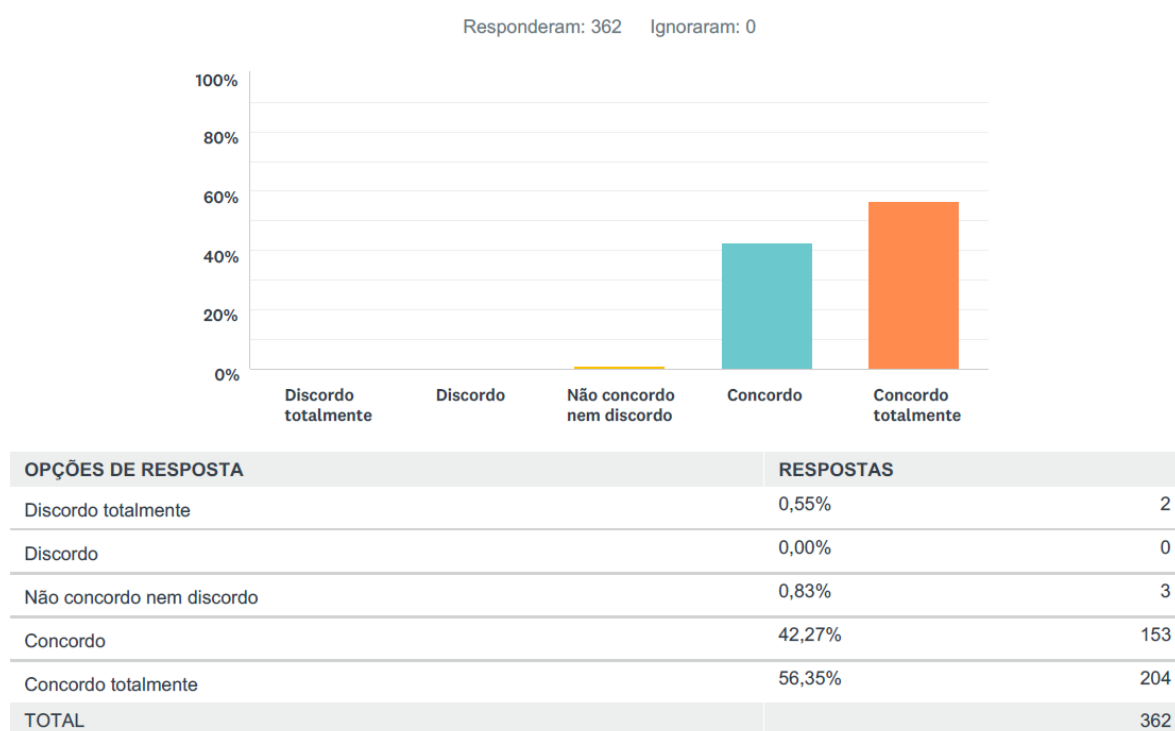 Responderam: 362 Ignoraram: 0
100%
80%
60%
40%
20%
0%
Discordo totalmente
Discordo
Não concordo nem discordo
Concordo
Concordo totalmente
OPÇÕES DE RESPOSTA RESPOSTAS
Discordo totalmente 0,55% 2
Discordo 0,00% 0
Não concordo nem discordo 0,83% 3
Concordo 42,27% 153
Concordo totalmente 56,35% 204
TOTAL 362